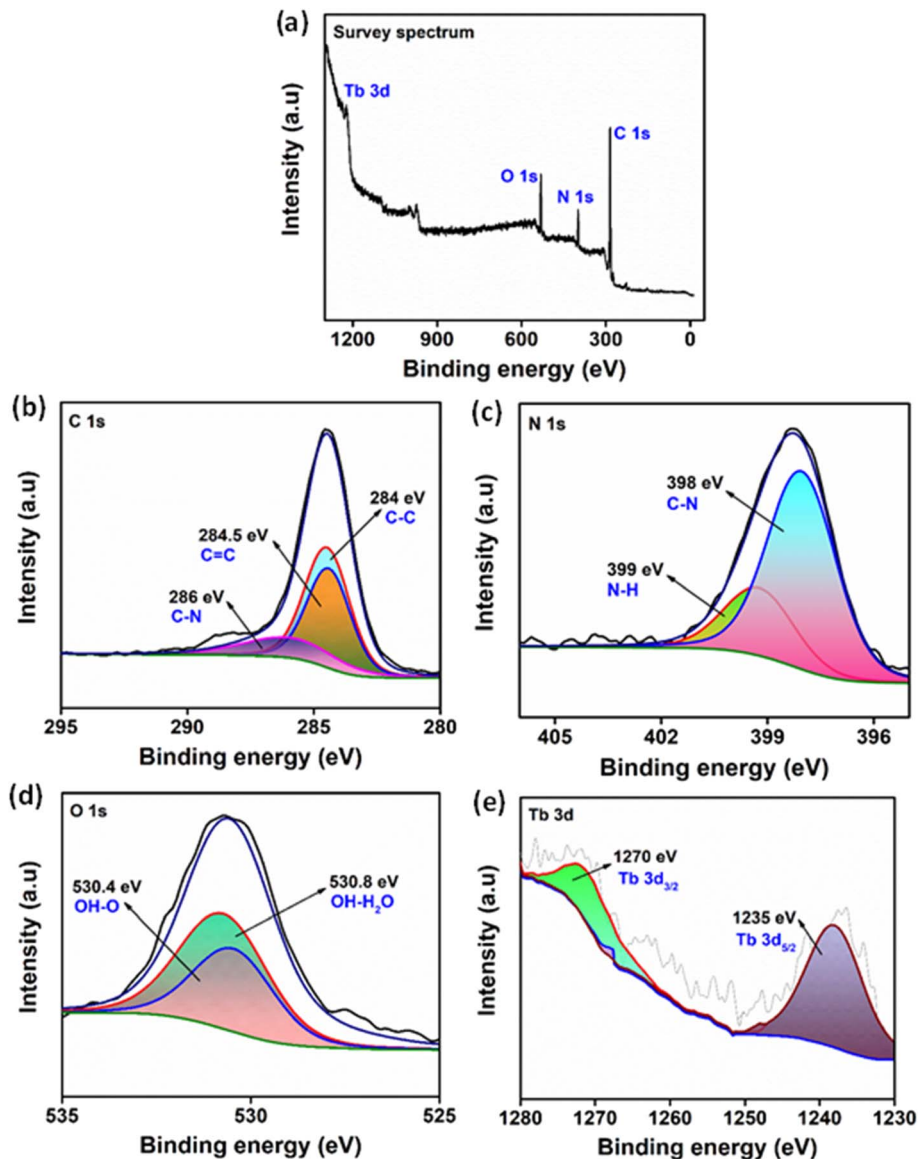 (a)
Survey spectrum
Tb 3d
C 1s
O 1s
N 1s
Intensity (a.u)
1200 900 600 300 0
Binding energy (eV)
(b)
C 1s
284 eV
C-C
284.5 eV
C=C
286 eV
C-N
Intensity (a.u)
295 290 285 280
Binding energy (eV)
(c)
N 1s
398 eV
C-N
399 eV
N-H
Intensity (a.u)
405 402 399 396
Binding energy (eV)
(d)
O 1s
530.4 eV
OH-O
530.8 eV
OH-H₂O
Intensity (a.u)
535 530 525
Binding energy (eV)
(e)
Tb 3d
1270 eV
Tb 3d₃/₂
1235 eV
Tb 3d₅/₂
Intensity (a.u)
1280 1270 1260 1250 1240 1230
Binding energy (eV)